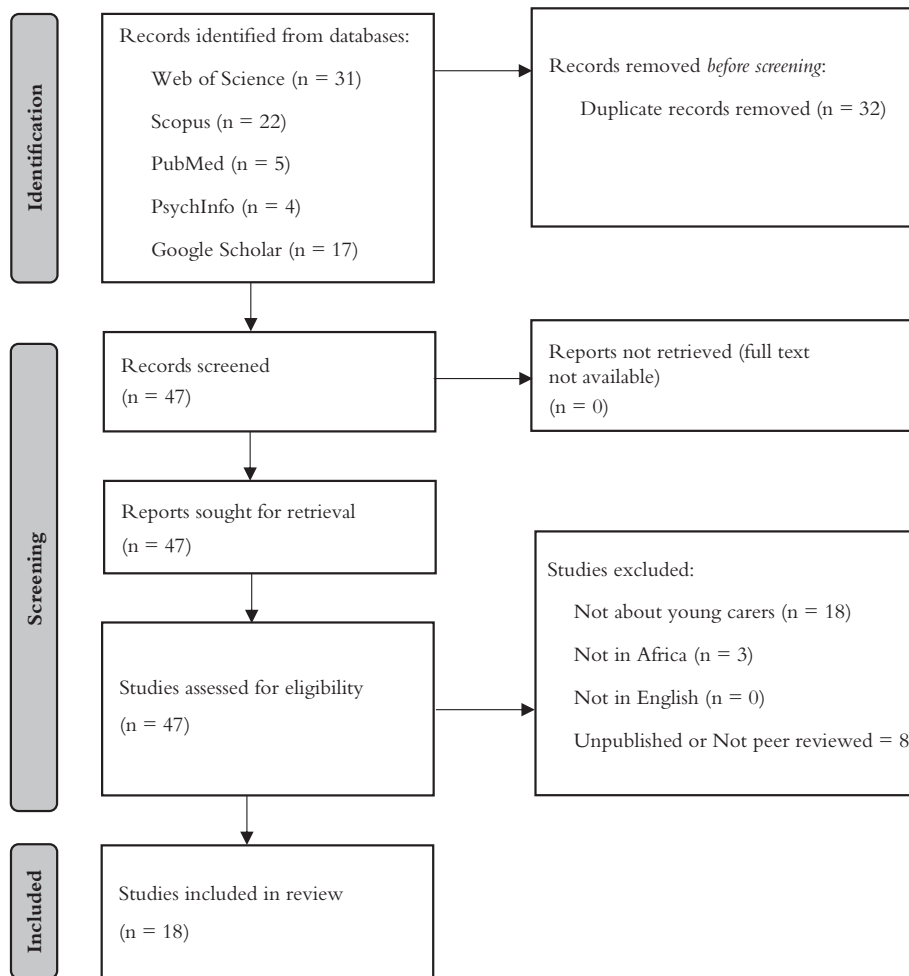 Identification
Records identified from databases:
Web of Science (n = 31)
Scopus (n = 22)
PubMed (n = 5)
PsychInfo (n = 4)
Google Scholar (n = 17)
Records removed before screening:
Duplicate records removed (n = 32)
Screening
Records screened
(n = 47)
Reports not retrieved (full text
not available)
(n = 0)
Reports sought for retrieval
(n = 47)
Studies assessed for eligibility
(n = 47)
Studies excluded:
Not about young carers (n = 18)
Not in Africa (n = 3)
Not in English (n = 0)
Unpublished or Not peer reviewed = 8
Included
Studies included in review
(n = 18)